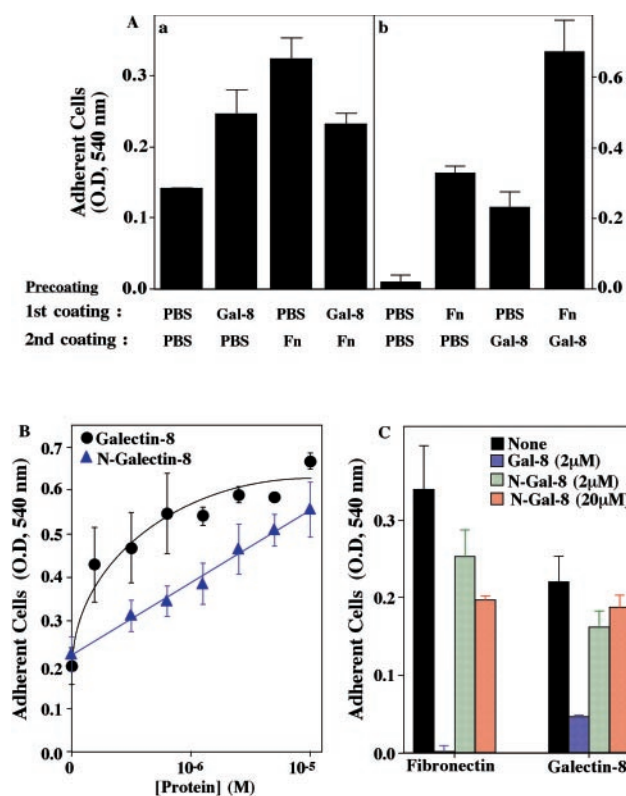 A a b
Adherent Cells
(O.D, 540 nm)
0.3
0.2
0.1
0.0
0.6
0.4
0.2
0.0
Precoating
1st coating : PBS Gal-8 PBS Gal-8 PBS Fn PBS Fn
2nd coating : PBS PBS Fn Fn PBS PBS Gal-8 Gal-8
B
Galectin-8
N-Galectin-8
Adherent Cells (O.D, 540 nm)
0.7
0.6
0.5
0.4
0.3
0.2
0.1
0.0
0 10-6 10-5
[Protein] (M)
C
None
Gal-8 (2µM)
N-Gal-8 (2µM)
N-Gal-8 (20µM)
Adherent Cells (O.D, 540 nm)
0.3
0.2
0.1
0.0
Fibronectin Galectin-8